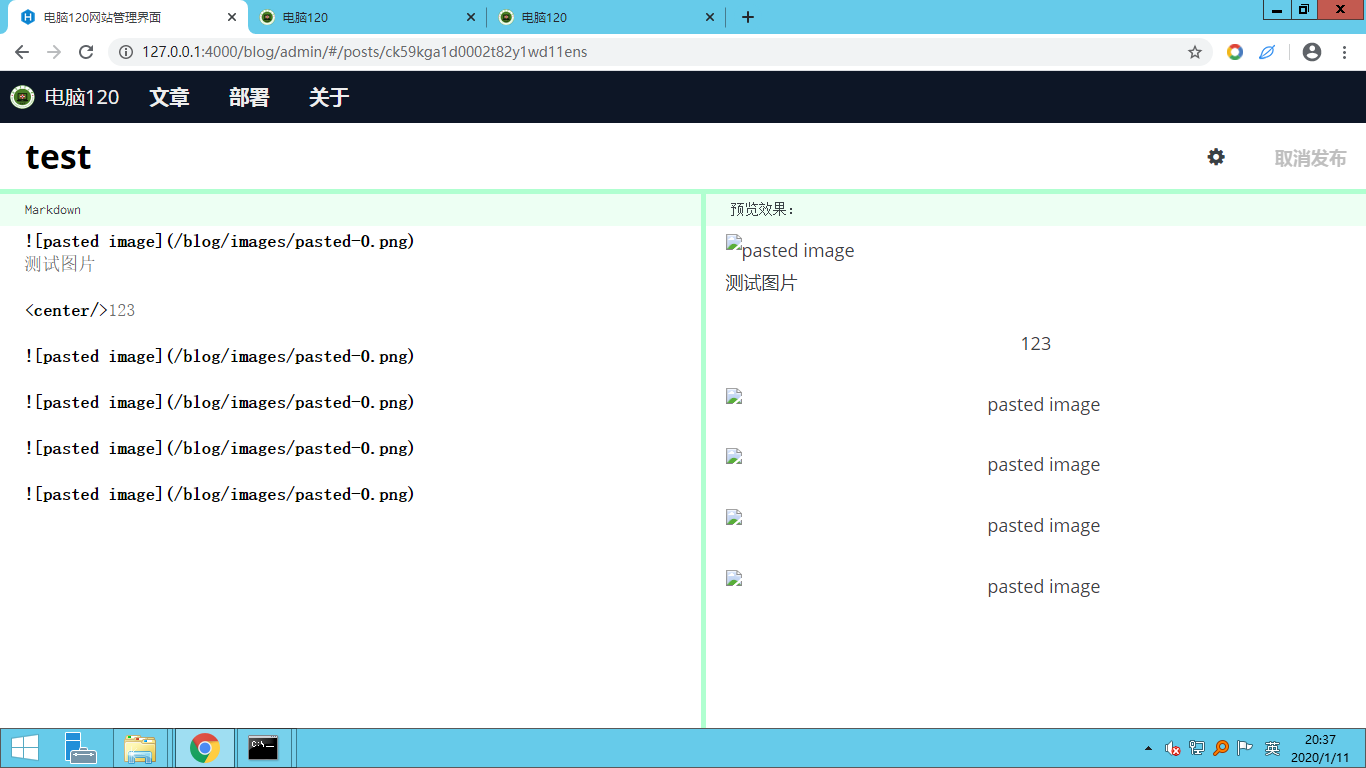 电脑120网站管理界面
电脑120
电脑120
127.0.0.1:4000/blog/admin/#/posts/ck59kga1d0002t82y1wd11ens
电脑120 文章 部署 关于
test
取消发布
Markdown
![pasted image](/blog/images/pasted-0.png)
测试图片
<center/>123
![pasted image](/blog/images/pasted-0.png)
![pasted image](/blog/images/pasted-0.png)
![pasted image](/blog/images/pasted-0.png)
![pasted image](/blog/images/pasted-0.png)
预览效果：
pasted image
测试图片
123
pasted image
pasted image
pasted image
pasted image
C:\_
英
20:37
2020/1/11